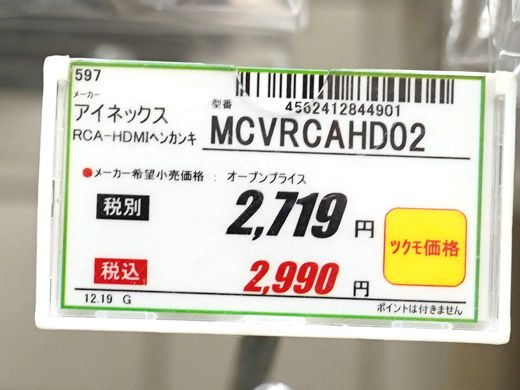 597
メーカー
アイネックス
型番
4562412844901
RCA-HDMIヘンカンキ
MCVRCAHD02
●メーカー希望小売価格 : オープンプライス
税別
2,719 円
ツクモ価格
税込
2,990 円
12.19 G
ポイントは付きません